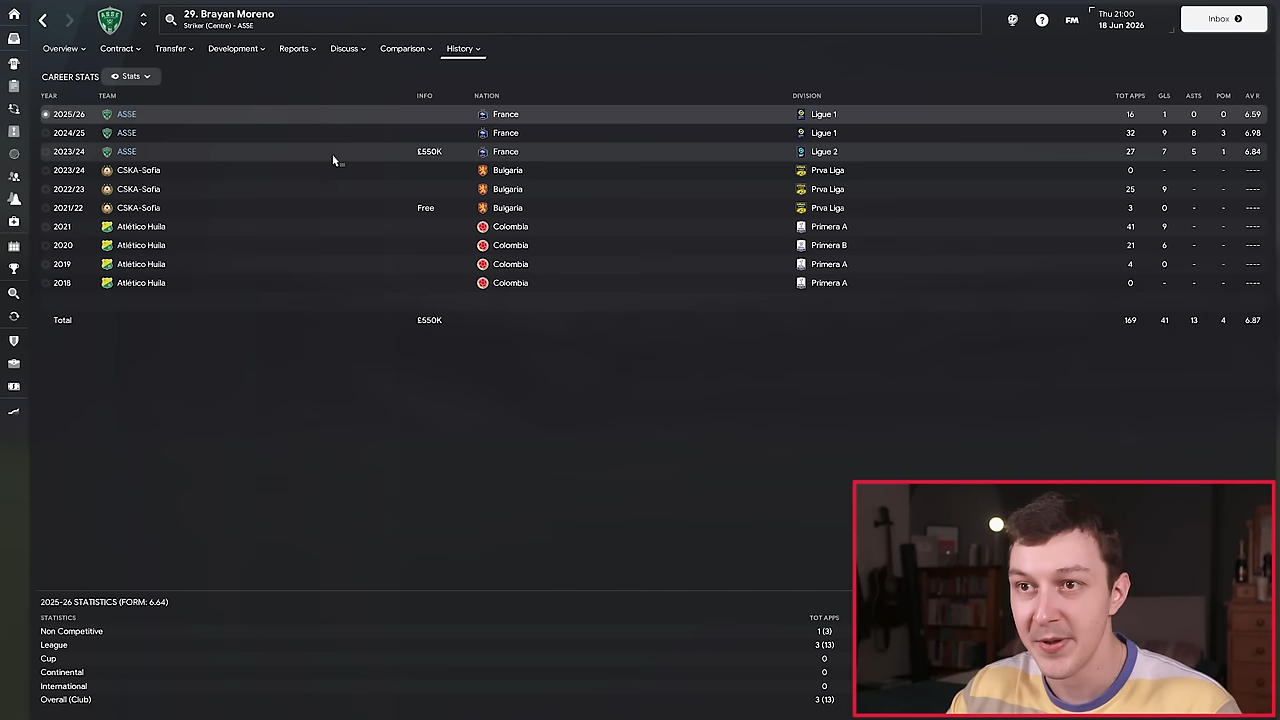 29. Brayan Moreno
Striker (Centre) - ASSE
Thu 21:00
18 Jun 2026
FM
Inbox
Overview Contract Transfer Development Reports Discuss Comparison History
CAREER STATS Stats
YEAR TEAM INFO NATION DIVISION TOT APPS GLS ASTS POM AV R
2025/26 ASSE France Ligue 1 16 1 0 0 6.59
2024/25 ASSE France Ligue 1 32 9 8 3 6.98
2023/24 ASSE £550K France Ligue 2 27 7 5 1 6.84
2023/24 CSKA-Sofia Bulgaria Prva Liga 0 - - - ----
2022/23 CSKA-Sofia Bulgaria Prva Liga 25 9 - - ----
2021/22 CSKA-Sofia Free Bulgaria Prva Liga 3 0 - - ----
2021 Atlético Huila Colombia Primera A 41 9 - - ----
2020 Atlético Huila Colombia Primera B 21 6 - - ----
2019 Atlético Huila Colombia Primera A 4 0 - - ----
2018 Atlético Huila Colombia Primera A 0 - - - ----
Total £550K 169 41 13 4 6.87
2025-26 STATISTICS (FORM: 6.64)
STATISTICS TOT APPS
Non Competitive 1 (3)
League 3 (13)
Cup 0
Continental 0
International 0
Overall (Club) 3 (13)